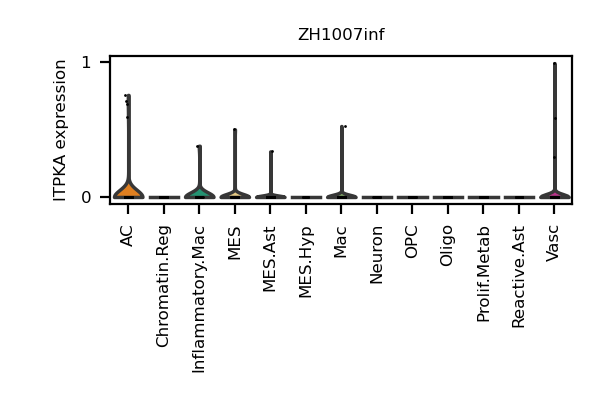 ZH1007inf
ITPKA expression
1
0
AC
Chromatin.Reg
Inflammatory.Mac
MES
MES.Ast
MES.Hyp
Mac
Neuron
OPC
Oligo
Prolif.Metab
Reactive.Ast
Vasc